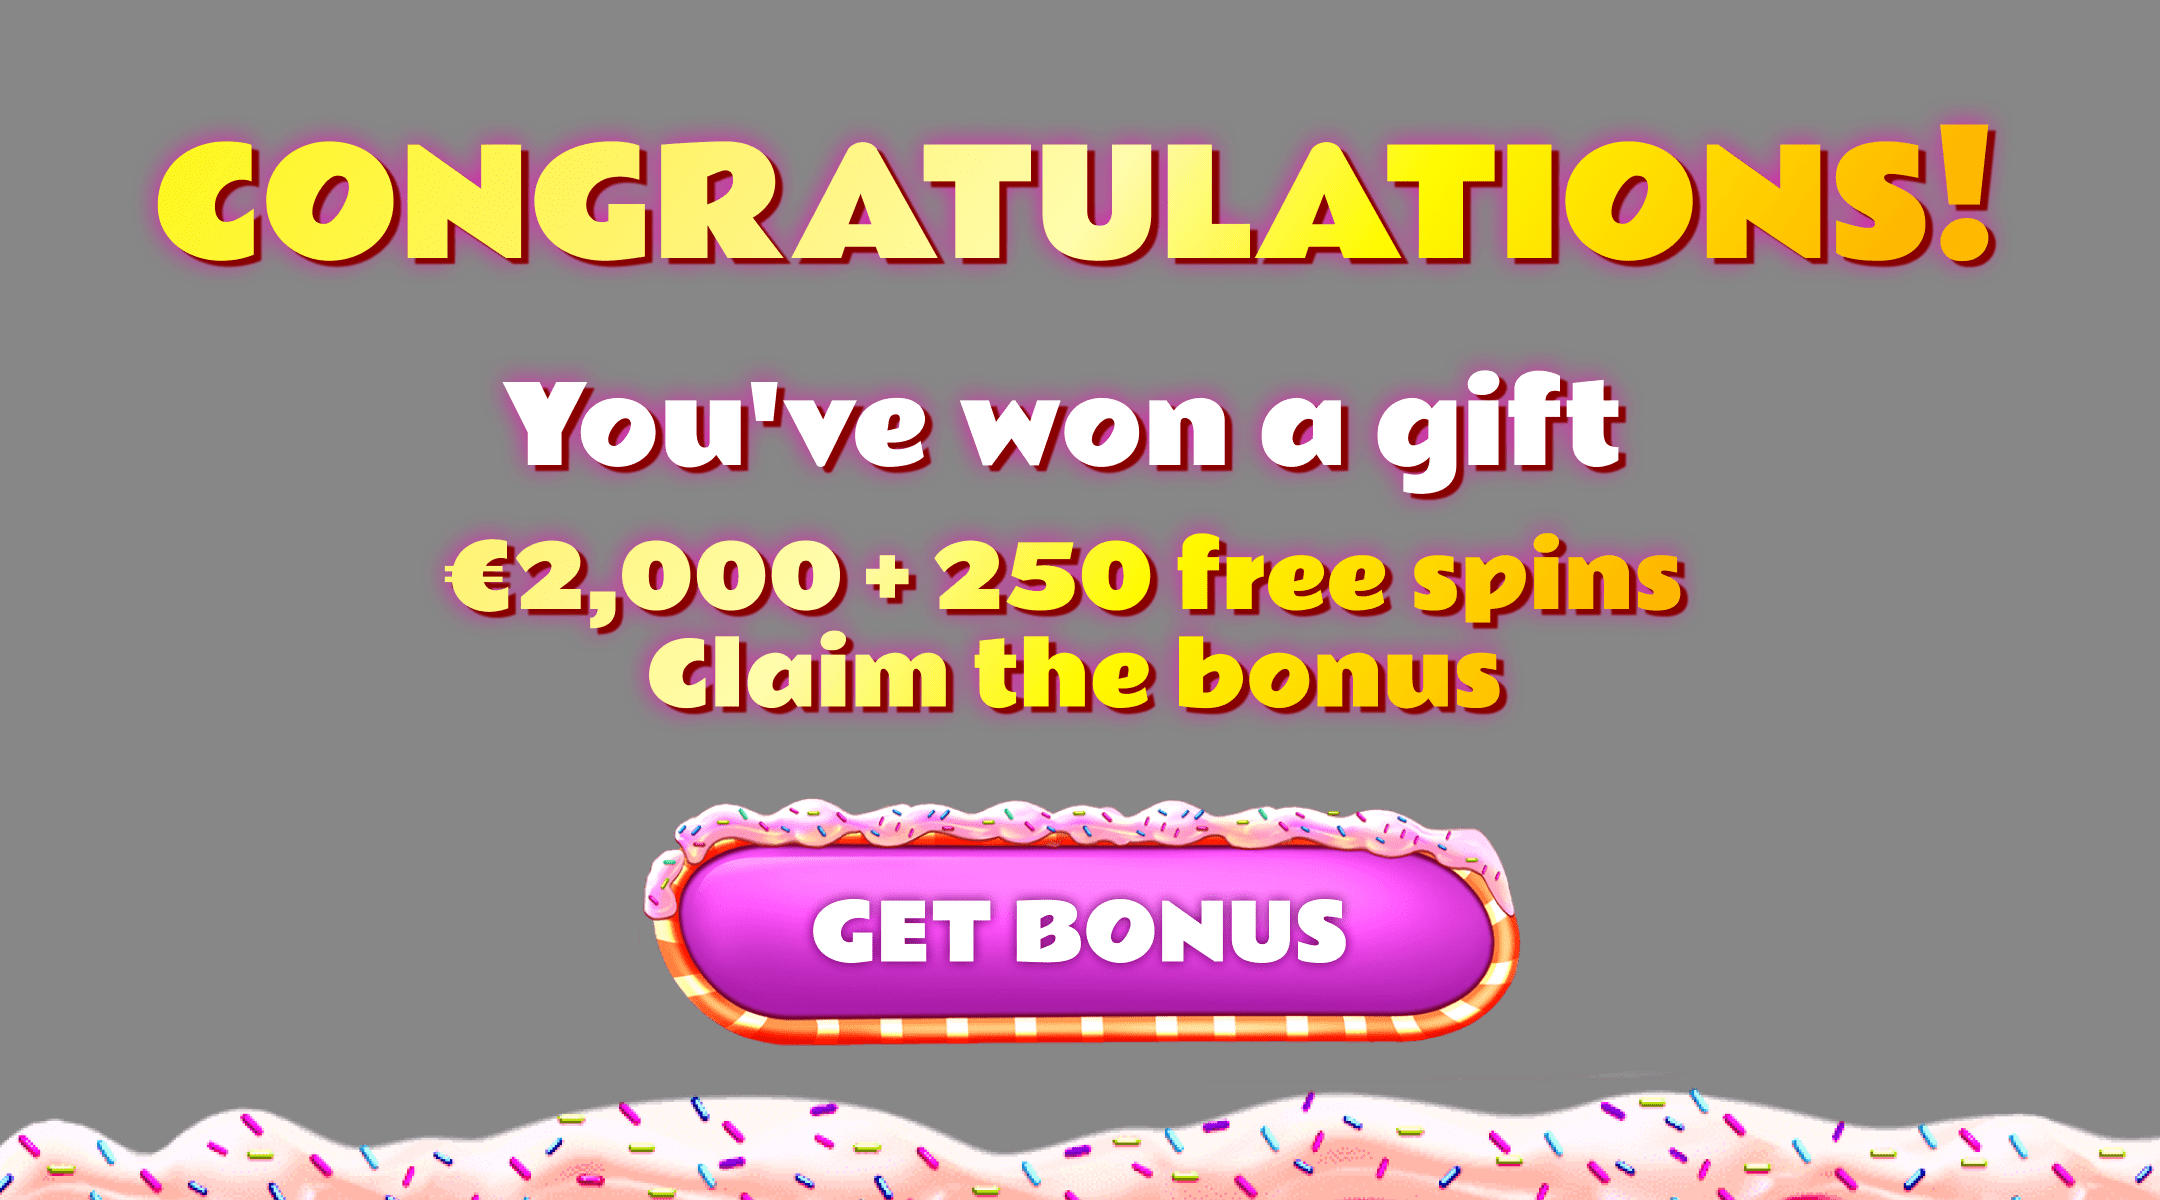 CONGRATULATIONS!
You've won a gift
€2,000 + 250 free spins
Claim the bonus
GET BONUS